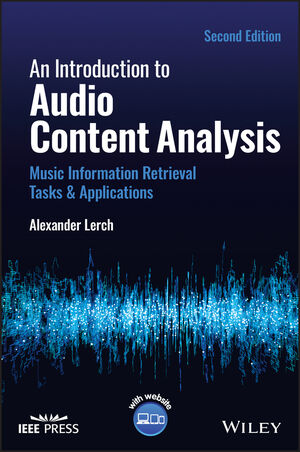 Second Edition
An Introduction to
Audio
Content Analysis
Music Information Retrieval
Tasks & Applications
Alexander Lerch
with website
IEEE PRESS
WILEY